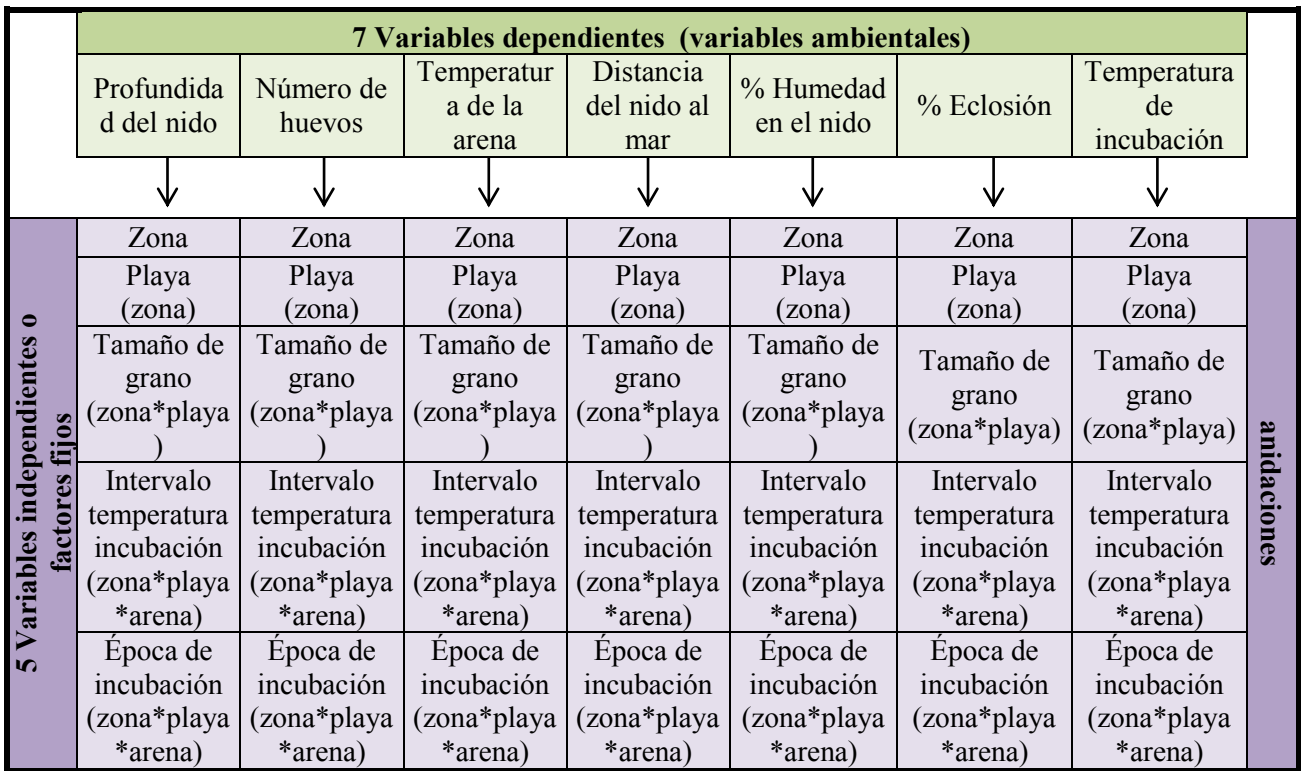 7 Variables dependientes (variables ambientales)
Profundida
d del nido
Número de
huevos
Temperatur
a de la
arena
Distancia
del nido al
mar
% Humedad
en el nido
% Eclosión
Temperatura
de
incubación
5 Variables independientes o
factores fijos
Zona
Zona
Zona
Zona
Zona
Zona
Zona
Playa
(zona)
Playa
(zona)
Playa
(zona)
Playa
(zona)
Playa
(zona)
Playa
(zona)
Playa
(zona)
Tamaño de
grano
(zona*playa
)
Tamaño de
grano
(zona*playa
)
Tamaño de
grano
(zona*playa
)
Tamaño de
grano
(zona*playa
)
Tamaño de
grano
(zona*playa
)
Tamaño de
grano
(zona*playa)
Tamaño de
grano
(zona*playa)
Intervalo
temperatura
incubación
(zona*playa
*arena)
Intervalo
temperatura
incubación
(zona*playa
*arena)
Intervalo
temperatura
incubación
(zona*playa
*arena)
Intervalo
temperatura
incubación
(zona*playa
*arena)
Intervalo
temperatura
incubación
(zona*playa
*arena)
Intervalo
temperatura
incubación
(zona*playa
*arena)
Intervalo
temperatura
incubación
(zona*playa
*arena)
Época de
incubación
(zona*playa
*arena)
Época de
incubación
(zona*playa
*arena)
Época de
incubación
(zona*playa
*arena)
Época de
incubación
(zona*playa
*arena)
Época de
incubación
(zona*playa
*arena)
Época de
incubación
(zona*playa
*arena)
Época de
incubación
(zona*playa
*arena)
anidaciones